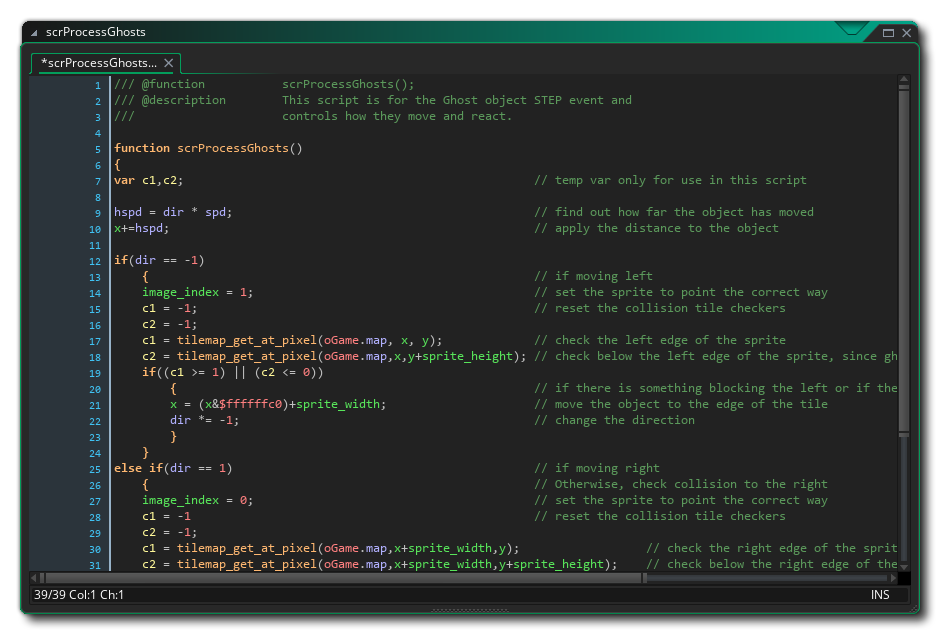 scrProcessGhosts
*scrProcessGhosts...
1 /// @function scrProcessGhosts();
2 /// @description This script is for the Ghost object STEP event and
3 /// controls how they move and react.
4
5 function scrProcessGhosts()
6 {
7 var c1,c2; // temp var only for use in this script
8
9 hspd = dir * spd; // find out how far the object has moved
10 x+=hspd; // apply the distance to the object
11
12 if(dir == -1)
13 { // if moving left
14 image_index = 1; // set the sprite to point the correct way
15 c1 = -1; // reset the collision tile checkers
16 c2 = -1;
17 c1 = tilemap_get_at_pixel(oGame.map, x, y); // check the left edge of the sprite
18 c2 = tilemap_get_at_pixel(oGame.map,x,y+sprite_height); // check below the left edge of the sprite, since gh
19 if((c1 >= 1) || (c2 <= 0))
20 { // if there is something blocking the left or if the
21 x = (x&$ffffffc0)+sprite_width; // move the object to the edge of the tile
22 dir *= -1; // change the direction
23 }
24 }
25 else if(dir == 1) // if moving right
26 { // Otherwise, check collision to the right
27 image_index = 0; // set the sprite to point the correct way
28 c1 = -1 // reset the collision tile checkers
29 c2 = -1;
30 c1 = tilemap_get_at_pixel(oGame.map,x+sprite_width,y); // check the right edge of the sprit
31 c2 = tilemap_get_at_pixel(oGame.map,x+sprite_width,y+sprite_height); // check below the right edge of the
39/39 Col:1 Ch:1 INS